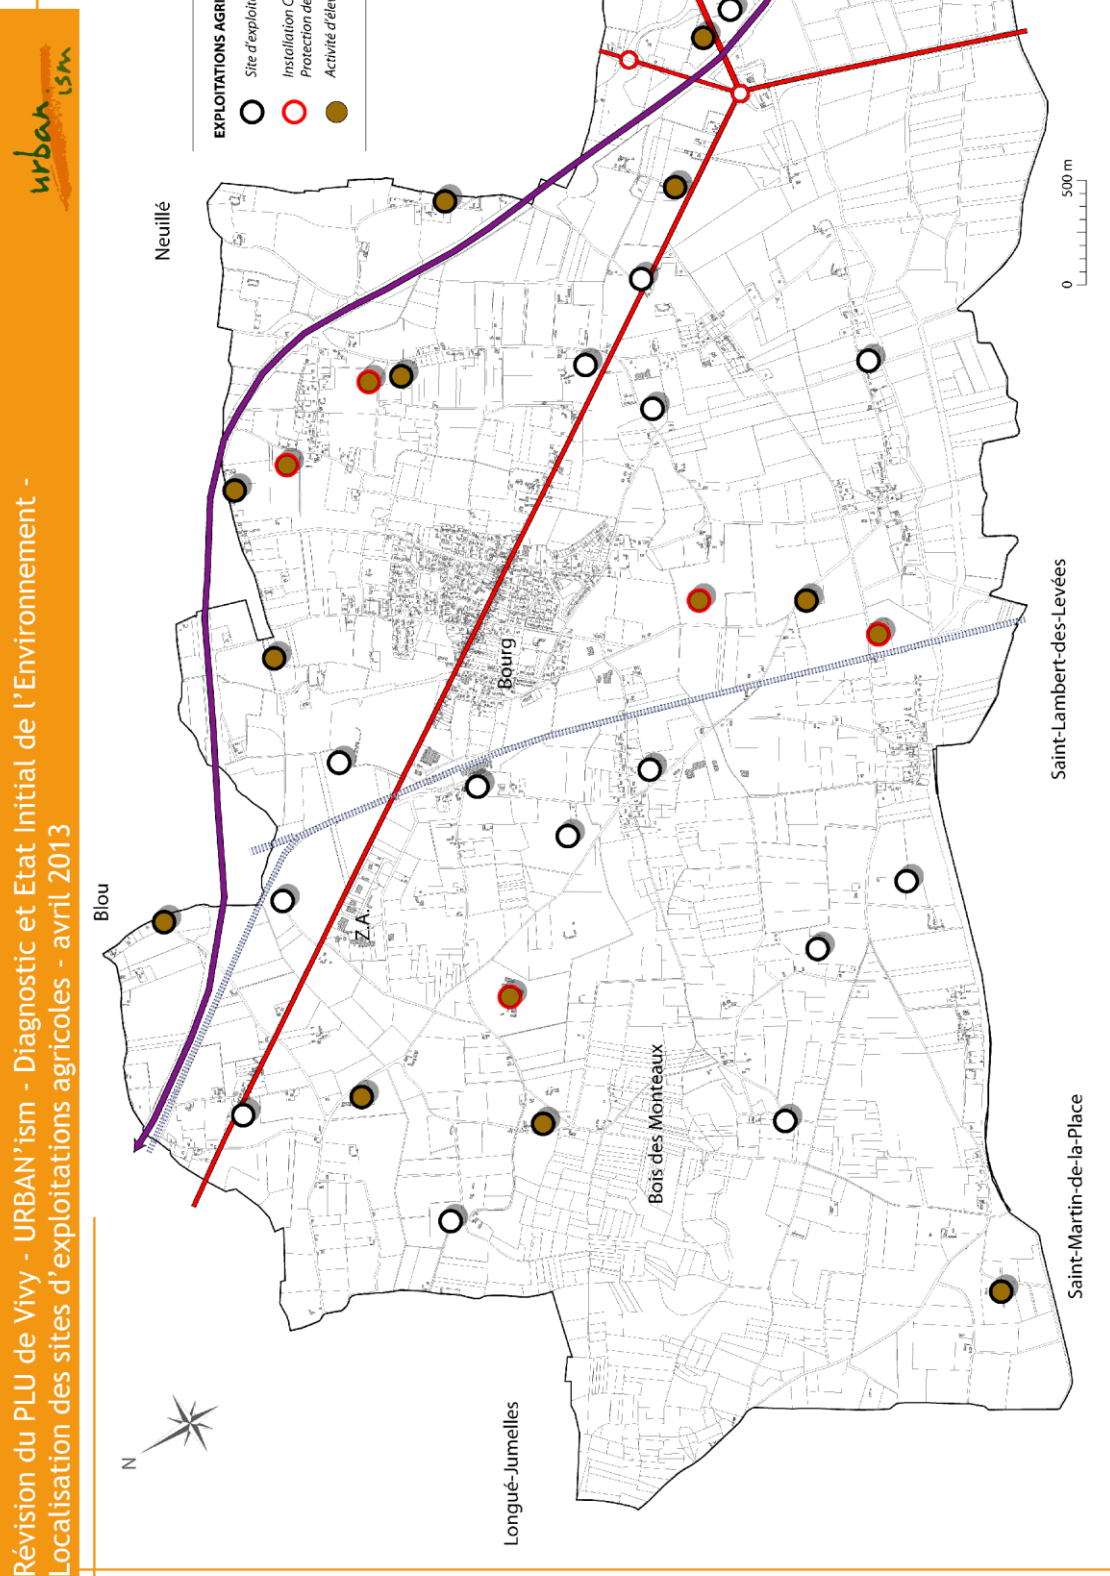 Révision du PLU de Vivy - URBAN'ism - Diagnostic et Etat Initial de l'Environnement -
Localisation des sites d'exploitations agricoles - avril 2013
urban
ism
EXPLOITATIONS AGRI
Site d'exploit
Installation C
Protection de
Activité d'éle
Neuillé
Blou
Bourg
Z.A.
Bois des Monteaux
Longué-Jumelles
Saint-Martin-de-la-Place
Saint-Lambert-des-Levées
N
0
500 m